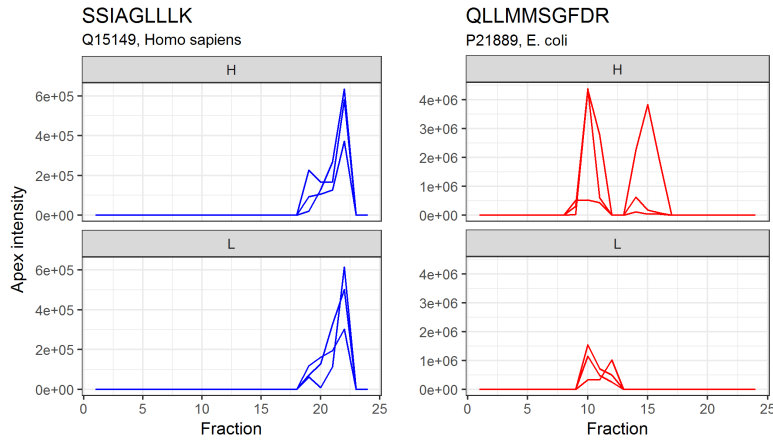 SSIAGLLLK
Q15149, Homo sapiens
H
6e+05
4e+05
2e+05
0e+00
L
6e+05
4e+05
2e+05
0e+00
0 5 10 15 20 25
Fraction
Apex intensity
QLLMMSGFDR
P21889, E. coli
H
4e+06
3e+06
2e+06
1e+06
0e+00
L
4e+06
3e+06
2e+06
1e+06
0e+00
0 5 10 15 20 25
Fraction